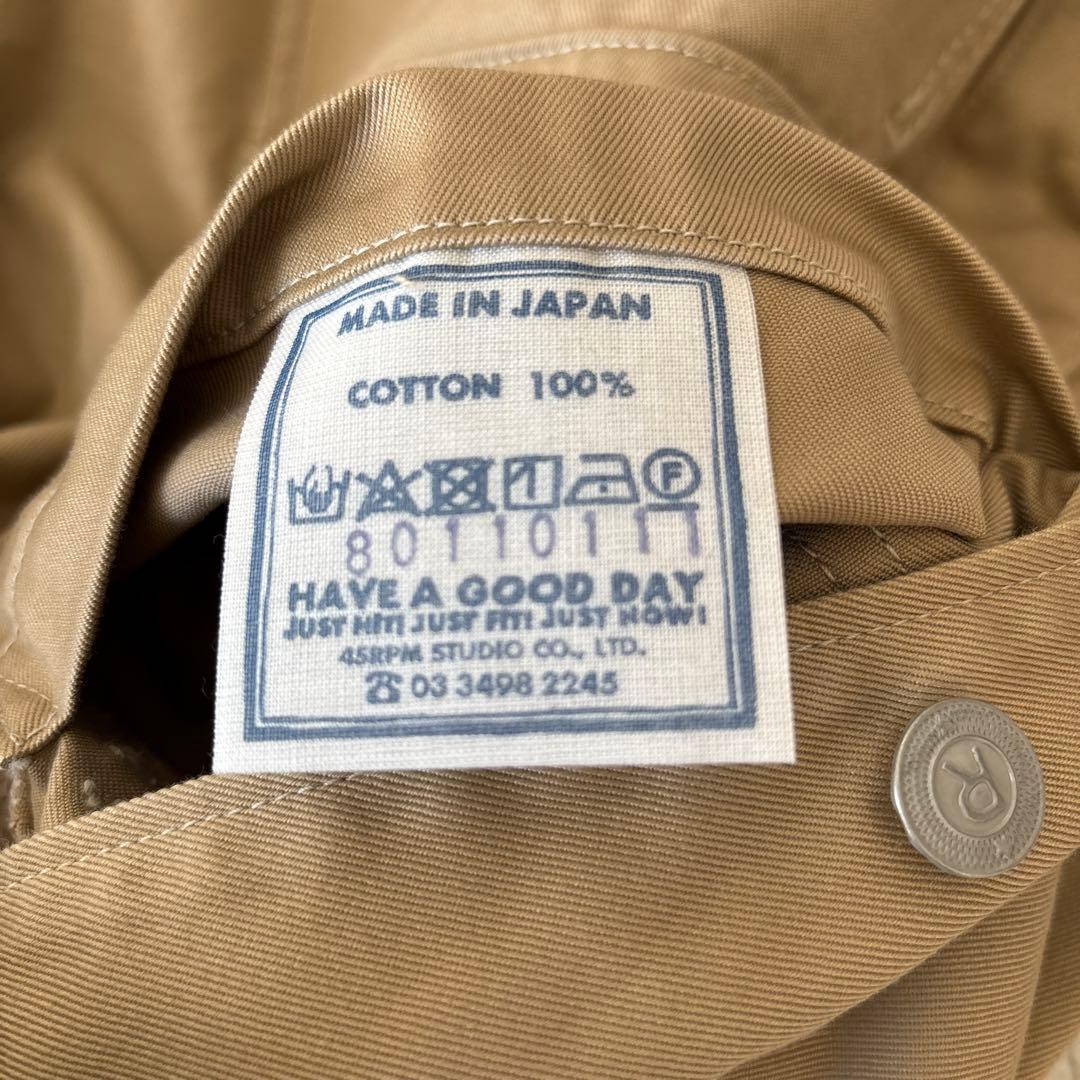 MADE IN JAPAN
COTTON 100%
F
80110111
HAVE A GOOD DAY
JUST HIT! JUST FIT! JUST NOW!
45RPM STUDIO CO., LTD.
☎ 03 3498 2245
R